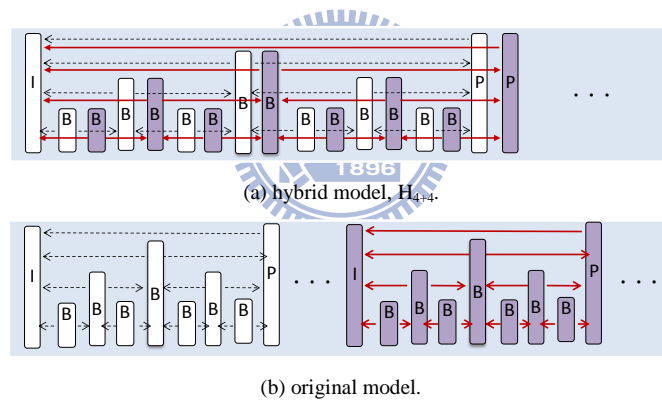 I B B B B B B B B B B B B B B P P . . .
1896
(a) hybrid model, H4+4.
I B B B B B B B P . . . I B B B B B B B P . . .
(b) original model.